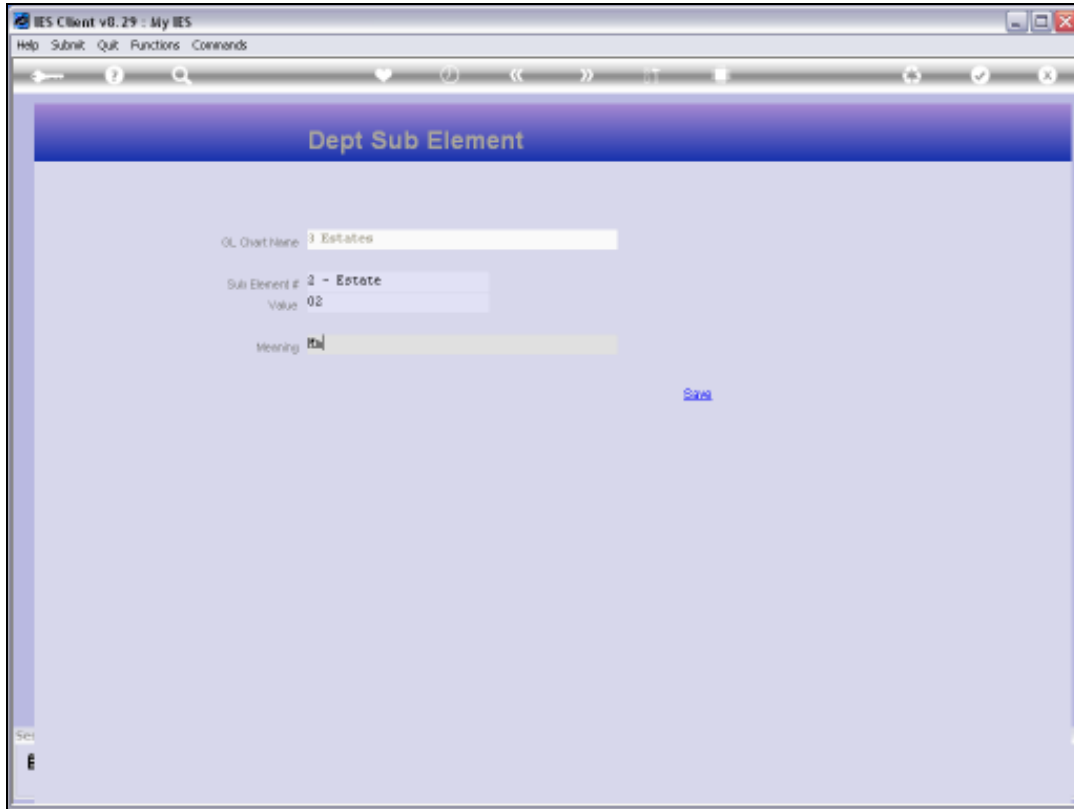 IES Client v8.29 : My IES
Help Submit Quit Functions Commands
Dept Sub Element
GL Chart Name 3 Estates
Sub Element # 2 - Estate
Value 02
Meaning
Save